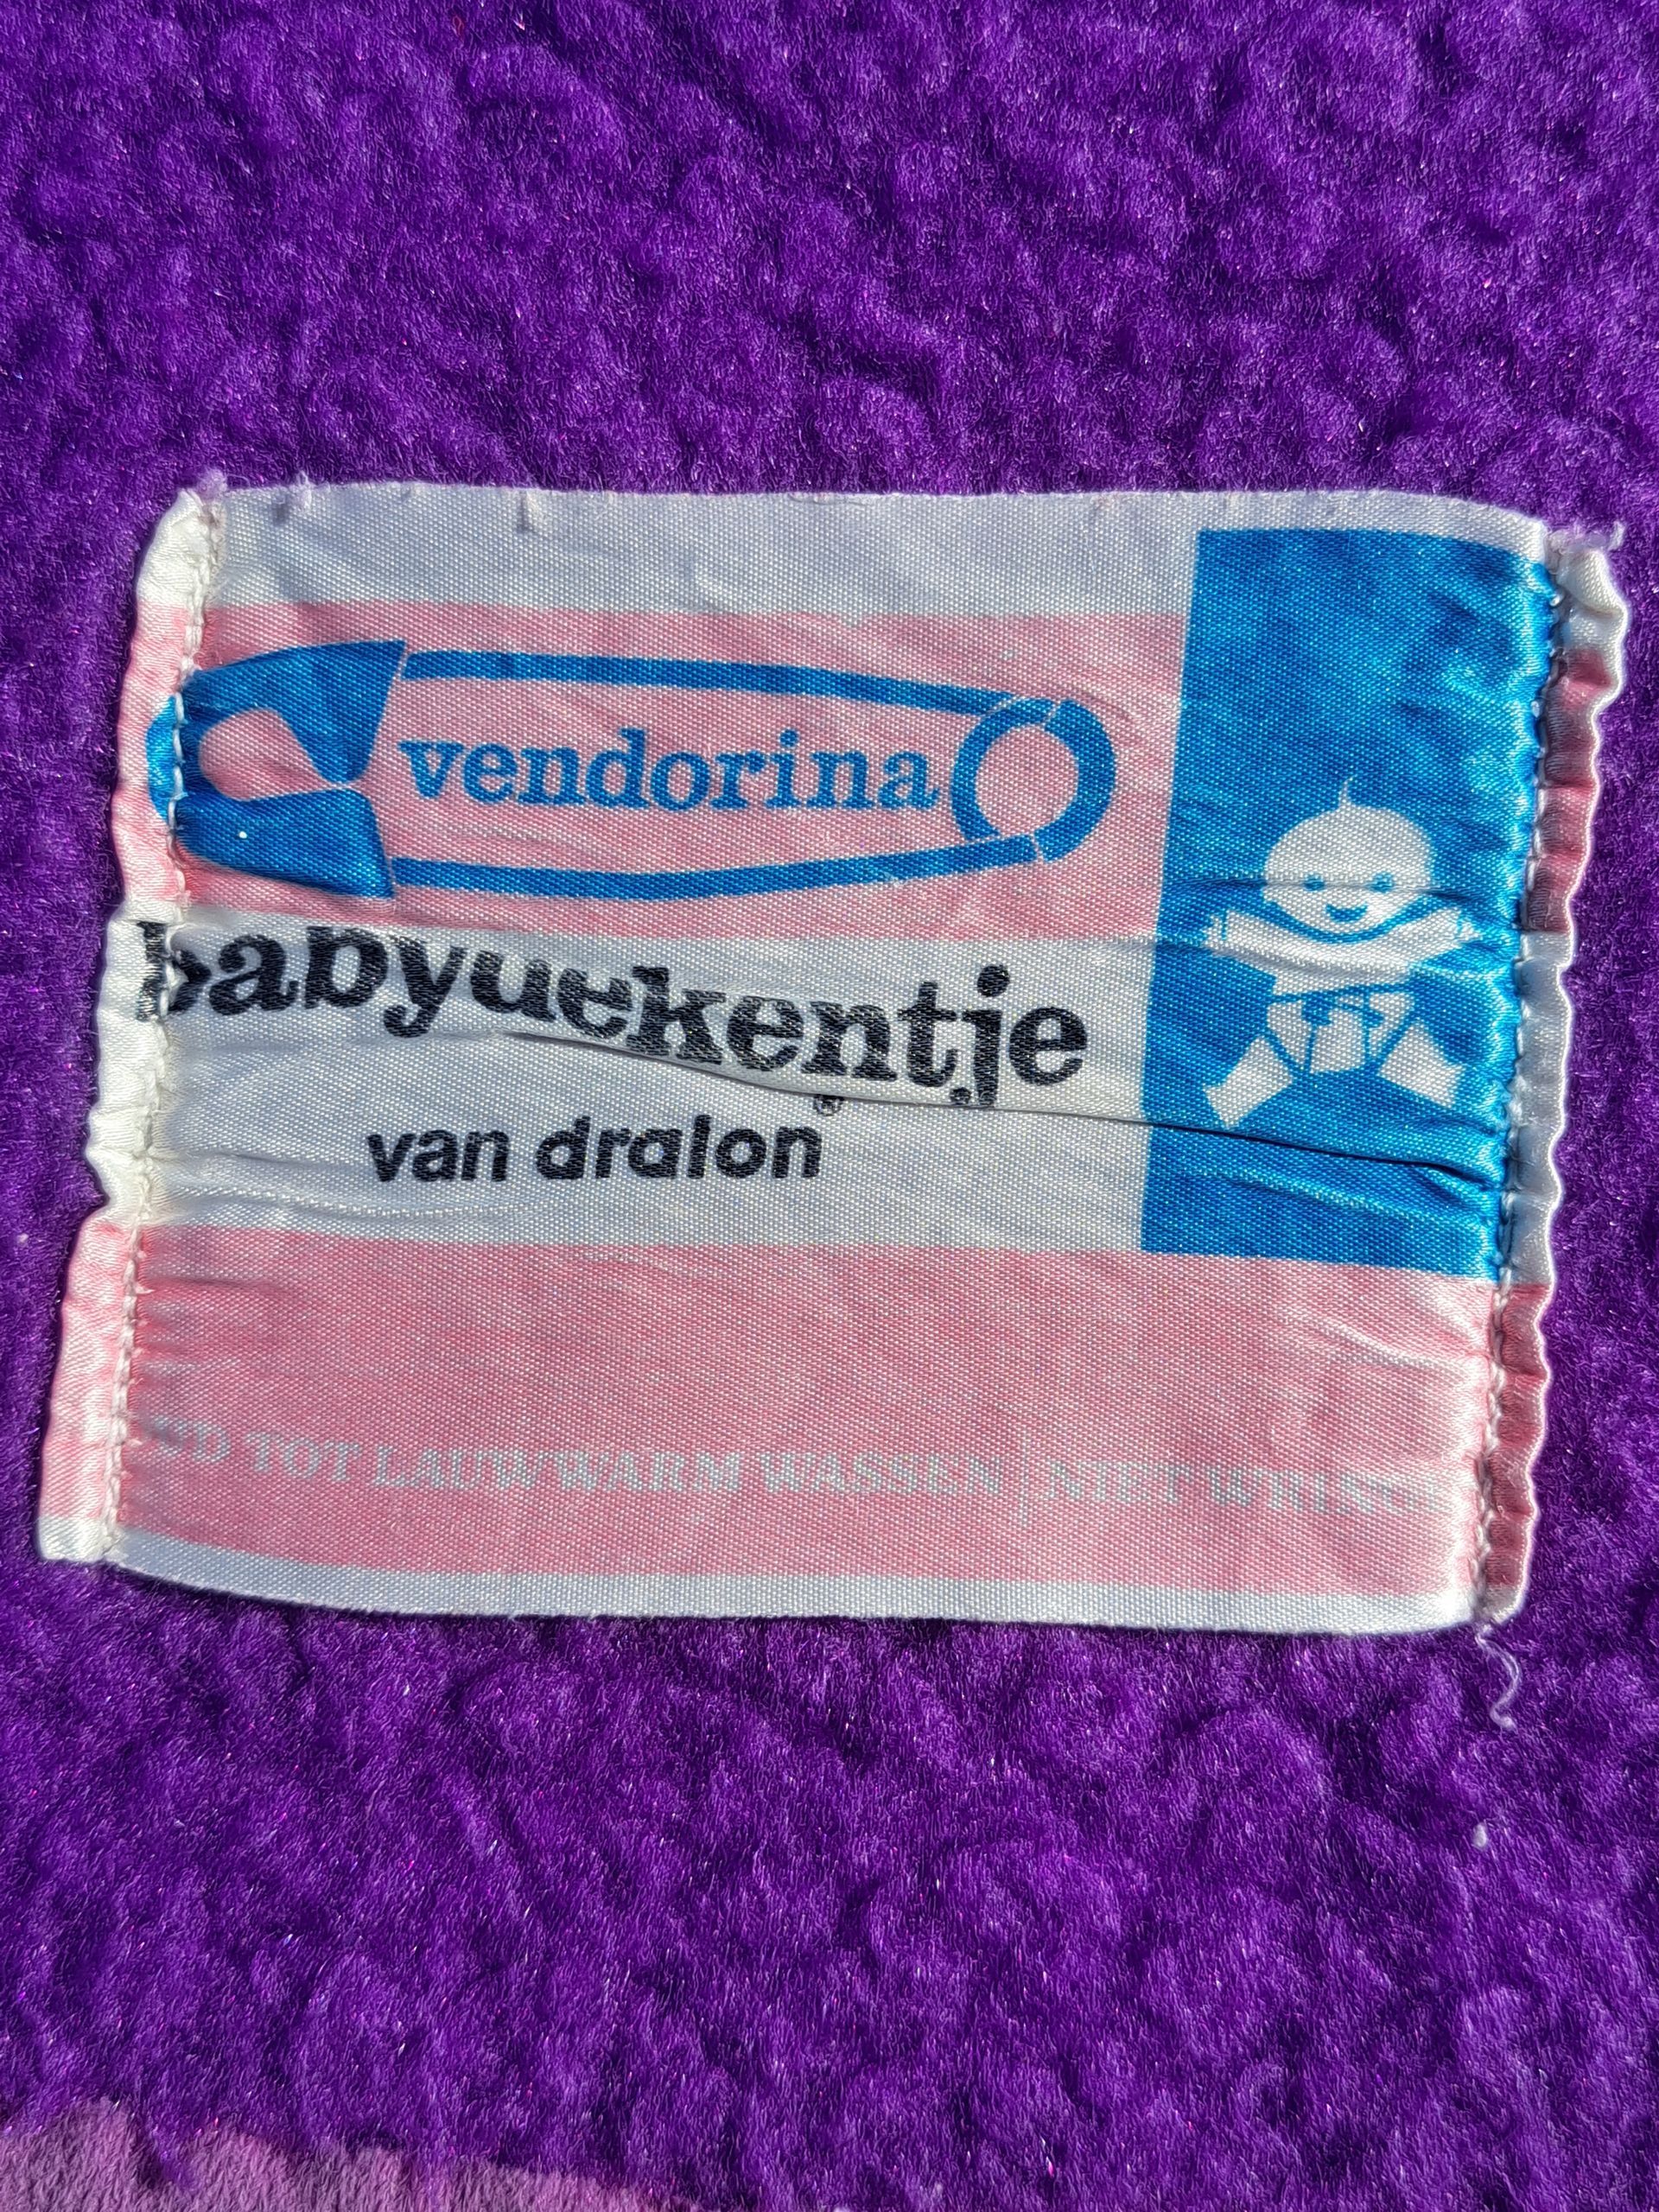 vendorina
babydekentje
van dralon®
TOT LAUWWARM WASSEN | NIET